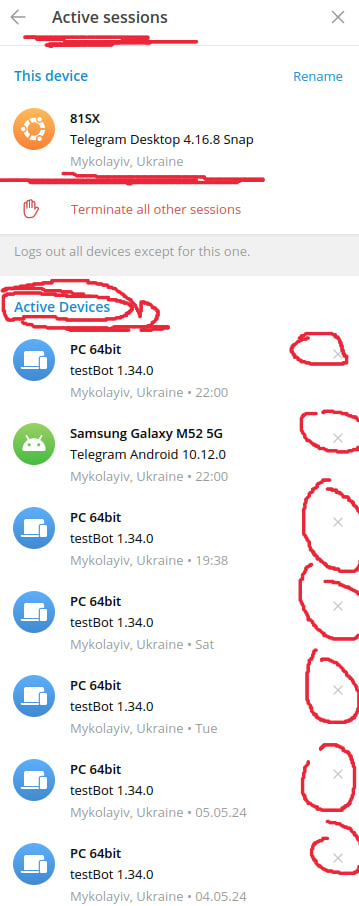 Active sessions
This device
Rename
81SX
Telegram Desktop 4.16.8 Snap
Mykolayiv, Ukraine
Terminate all other sessions
Logs out all devices except for this one.
Active Devices
PC 64bit
testBot 1.34.0
Mykolayiv, Ukraine • 22:00
Samsung Galaxy M52 5G
Telegram Android 10.12.0
Mykolayiv, Ukraine • 22:00
PC 64bit
testBot 1.34.0
Mykolayiv, Ukraine • 19:38
PC 64bit
testBot 1.34.0
Mykolayiv, Ukraine • Sat
PC 64bit
testBot 1.34.0
Mykolayiv, Ukraine • Tue
PC 64bit
testBot 1.34.0
Mykolayiv, Ukraine • 05.05.24
PC 64bit
testBot 1.34.0
Mykolayiv, Ukraine • 04.05.24